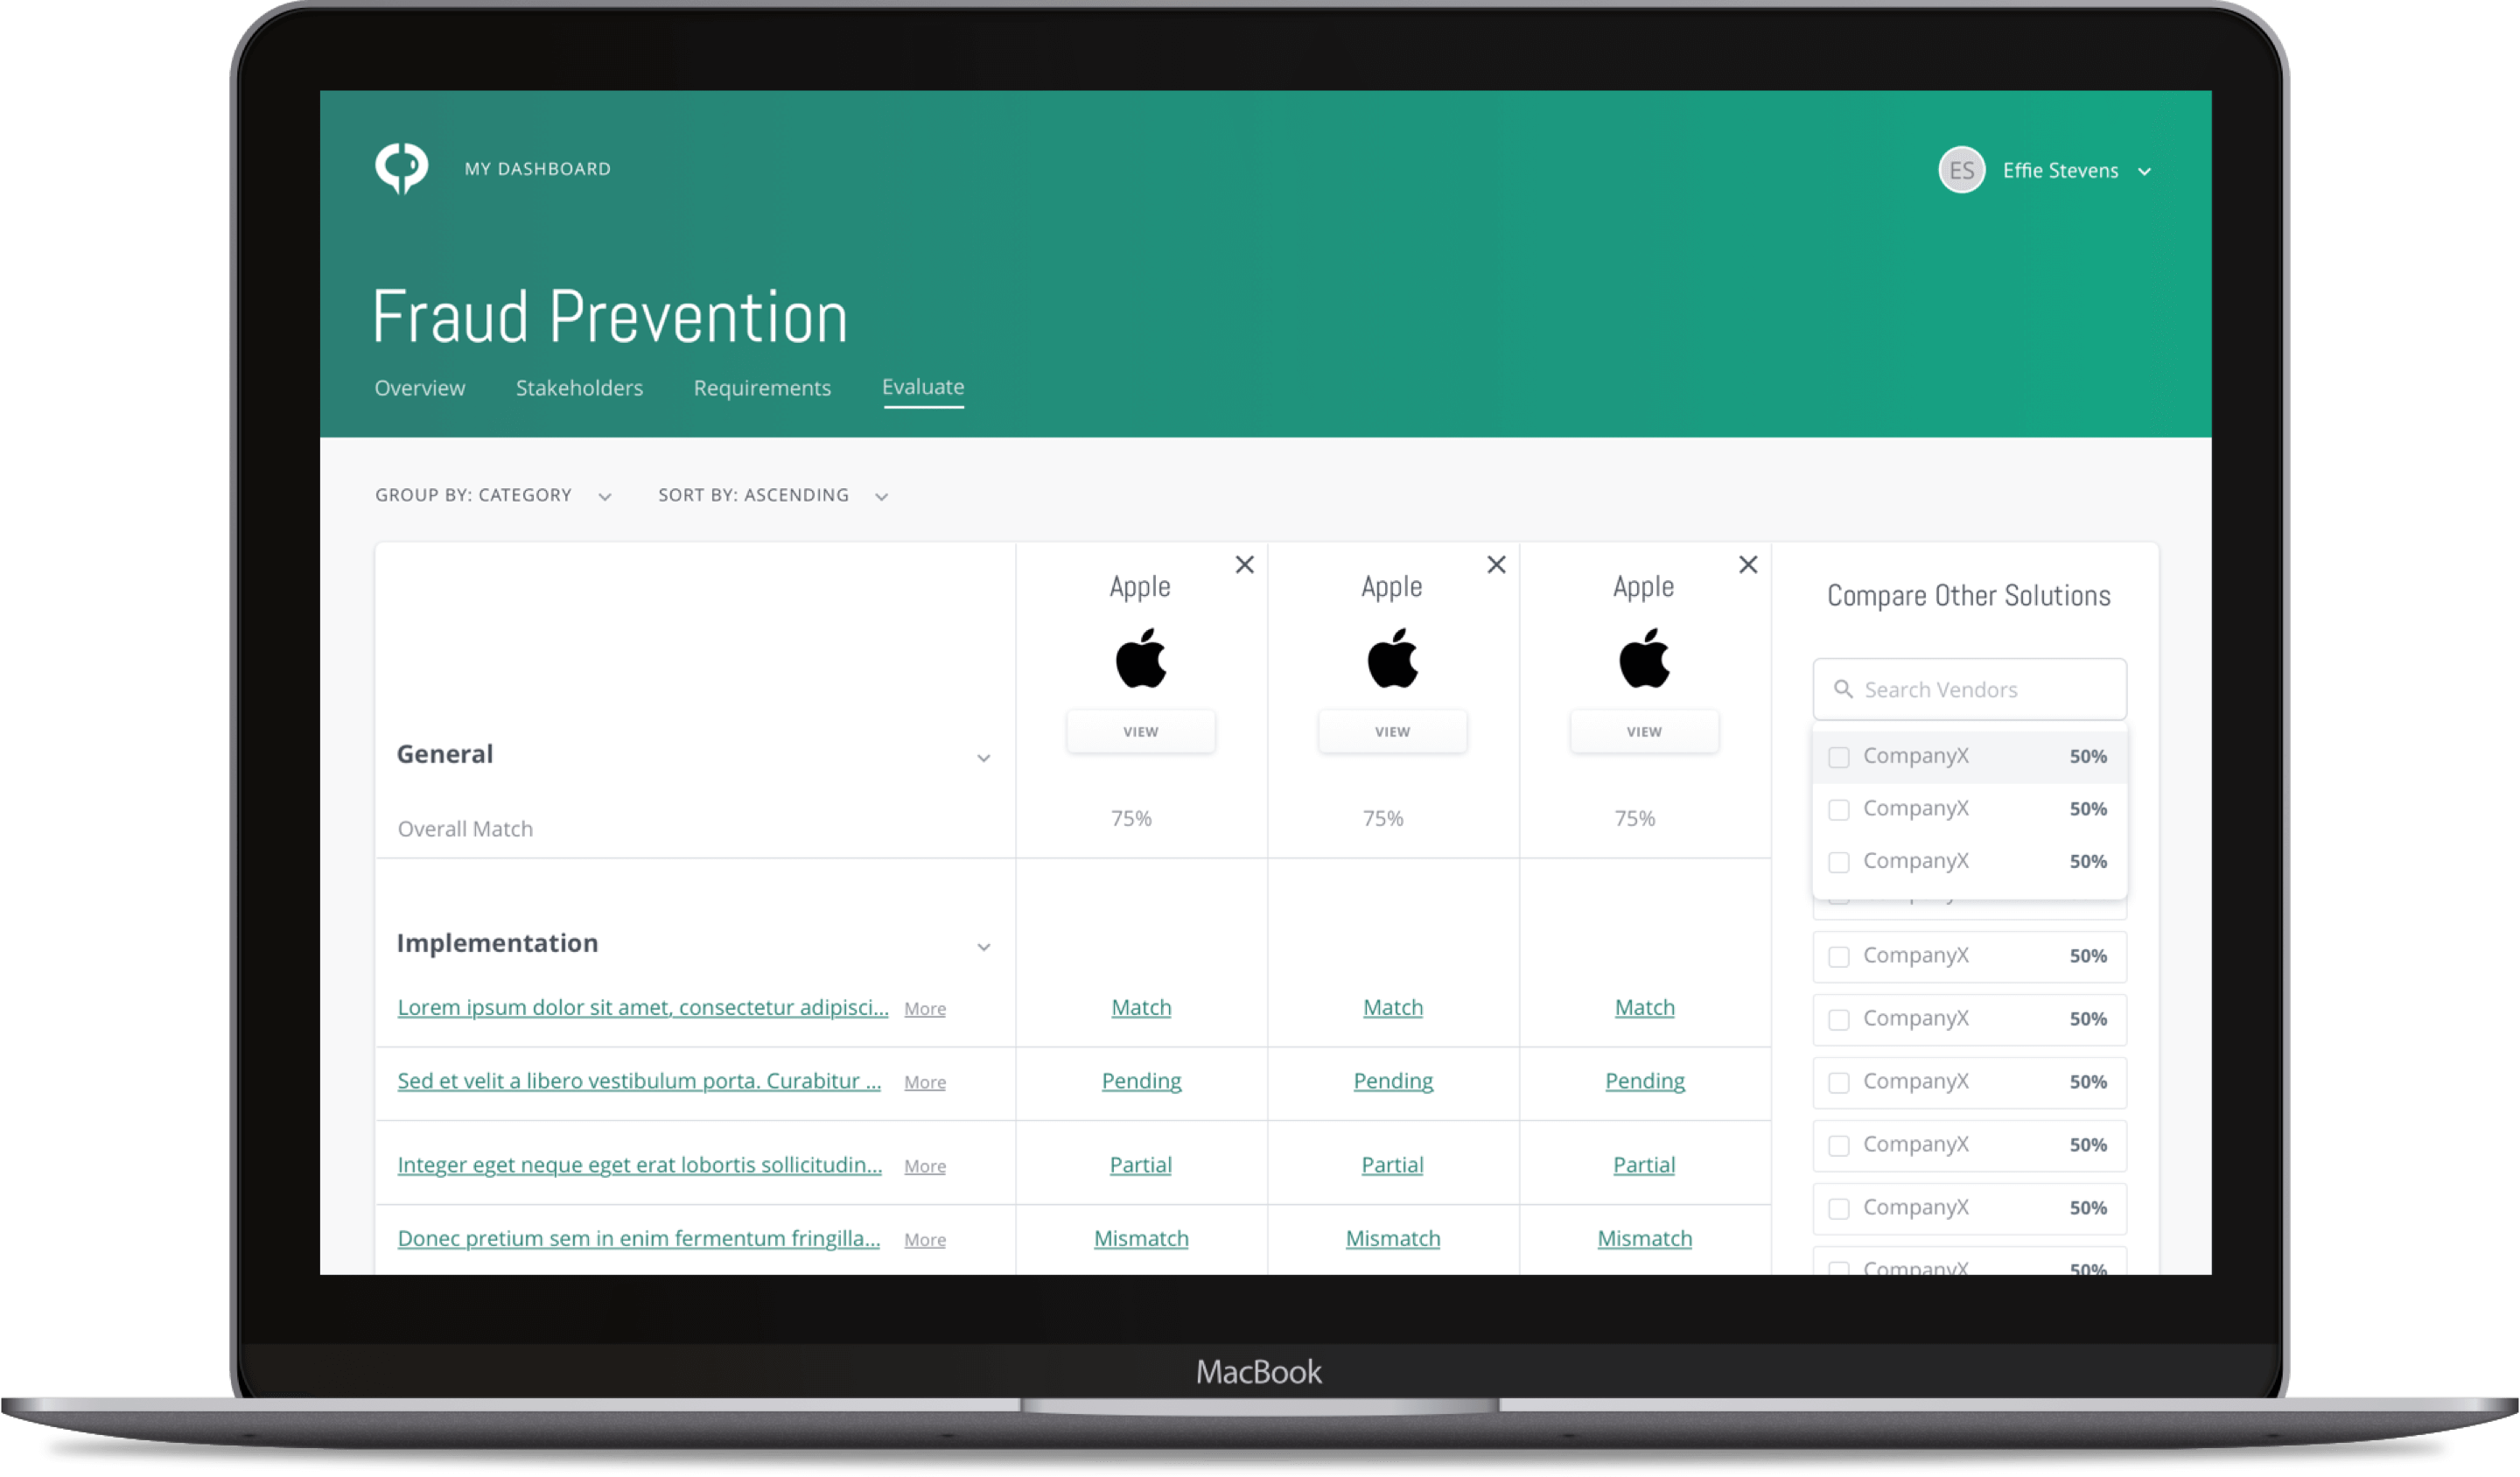 MY DASHBOARD
ES Effie Stevens
Fraud Prevention
Overview Stakeholders Requirements Evaluate
GROUP BY: CATEGORY SORT BY: ASCENDING
Apple Apple Apple Compare Other Solutions
Search Vendors
VIEW VIEW VIEW
General CompanyX 50%
CompanyX 50%
Overall Match 75% 75% 75%
CompanyX 50%
Implementation CompanyX 50%
Lorem ipsum dolor sit amet, consectetur adipisci... More Match Match Match
CompanyX 50%
Sed et velit a libero vestibulum porta. Curabitur ... More Pending Pending Pending CompanyX 50%
Integer eget neque eget erat lobortis sollicitudin... More Partial Partial Partial CompanyX 50%
CompanyX 50%
Donec pretium sem in enim fermentum fringilla... More Mismatch Mismatch Mismatch
CompanyX 50%
MacBook